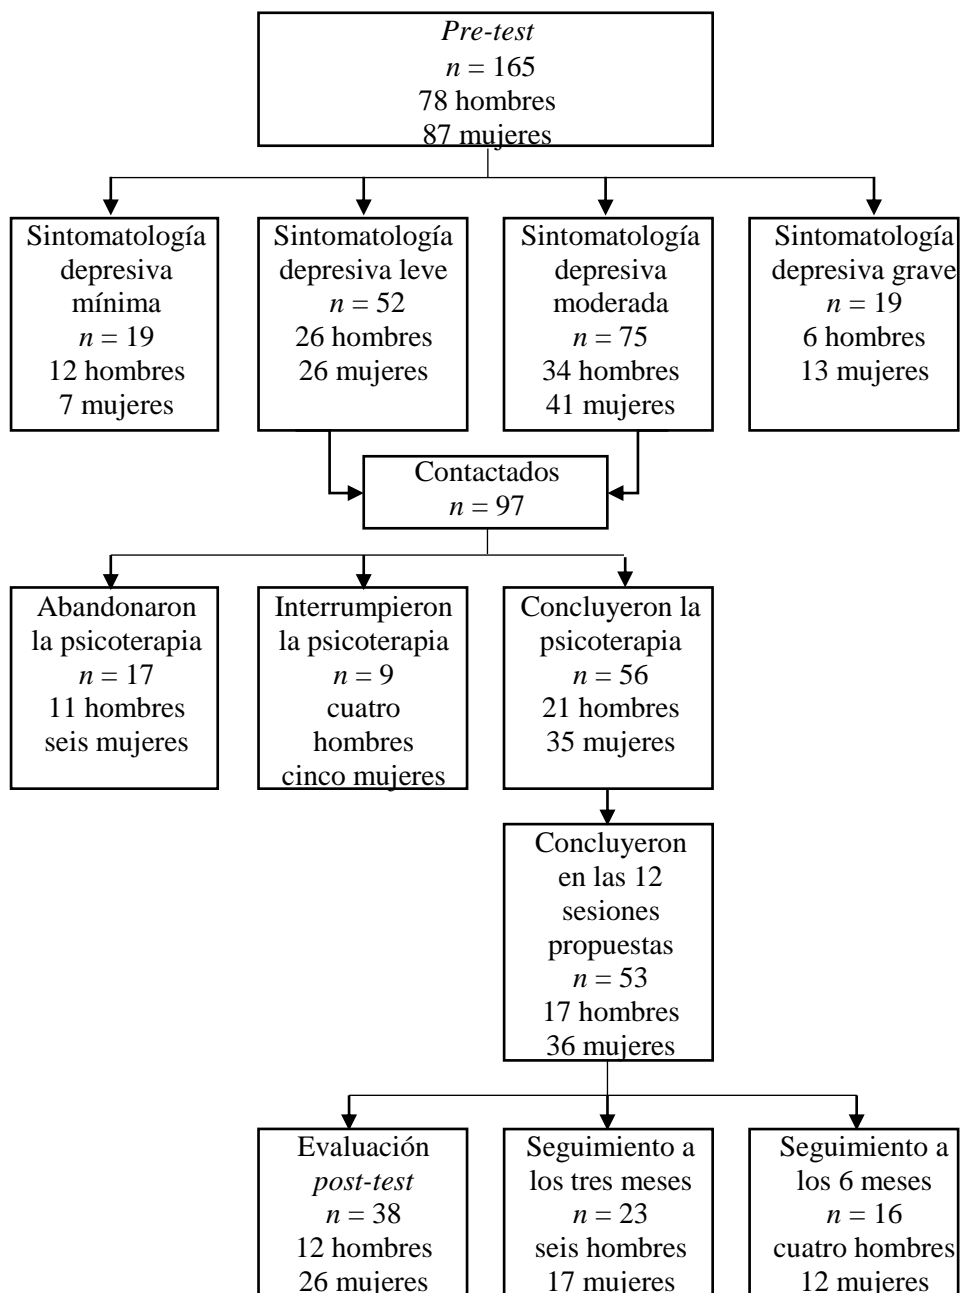 Pre-test
n = 165
78 hombres
87 mujeres
Sintomatología
depresiva
mínima
n = 19
12 hombres
7 mujeres
Sintomatología
depresiva leve
n = 52
26 hombres
26 mujeres
Sintomatología
depresiva
moderada
n = 75
34 hombres
41 mujeres
Sintomatología
depresiva grave
n = 19
6 hombres
13 mujeres
Contactados
n = 97
Abandonaron
la psicoterapia
n = 17
11 hombres
seis mujeres
Interrumpieron
la psicoterapia
n = 9
cuatro
hombres
cinco mujeres
Concluyeron la
psicoterapia
n = 56
21 hombres
35 mujeres
Concluyeron
en las 12
sesiones
propuestas
n = 53
17 hombres
36 mujeres
Evaluación
post-test
n = 38
12 hombres
26 mujeres
Seguimiento a
los tres meses
n = 23
seis hombres
17 mujeres
Seguimiento a
los 6 meses
n = 16
cuatro hombres
12 mujeres